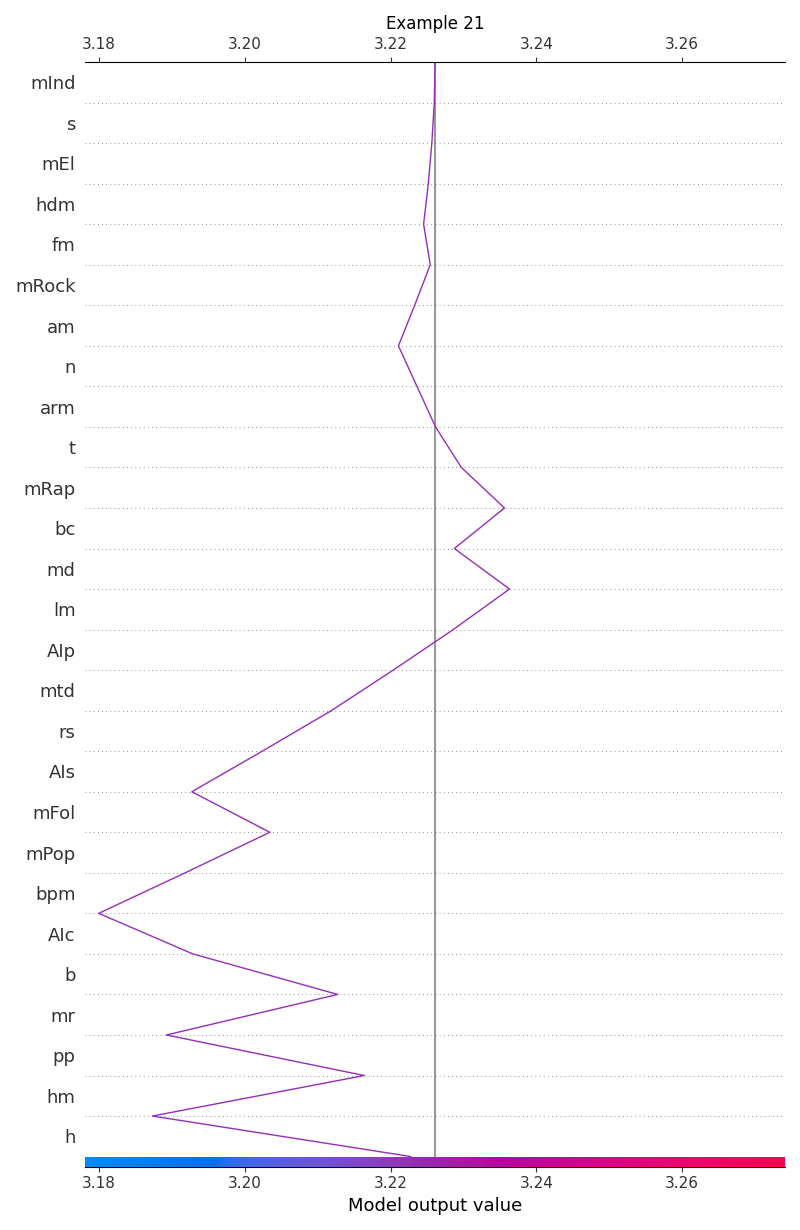 Example 21
3.18 3.20 3.22 3.24 3.26
mInd
s
mEl
hdm
fm
mRock
am
n
arm
t
mRap
bc
md
lm
AIp
mtd
rs
AIs
mFol
mPop
bpm
AIc
b
mr
pp
hm
h
3.18 3.20 3.22 3.24 3.26
Model output value